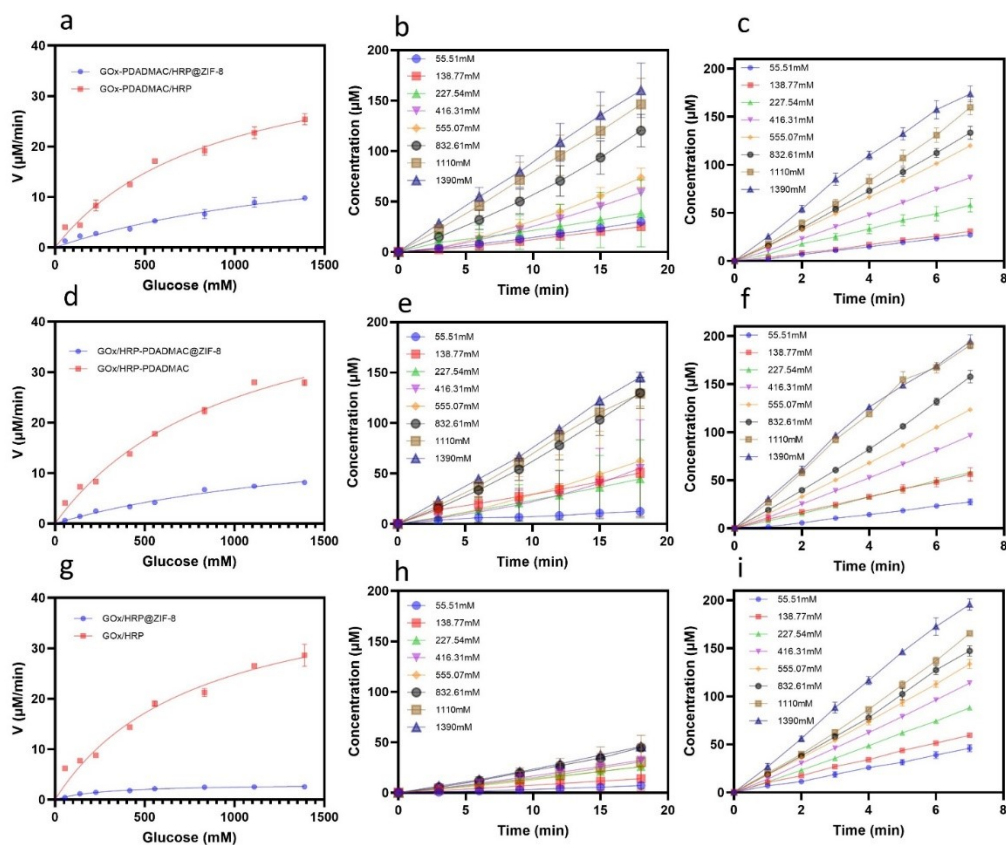 a
V (µM/min)
40
30
20
10
0
GOx-PDADMAC/HRP@ZIF-8
GOx-PDADMAC/HRP
0 500 1000 1500
Glucose (mM)
b
Concentration (µM)
200
150
100
50
0
55.51mM
138.77mM
227.54mM
416.31mM
555.07mM
832.61mM
1110mM
1390mM
0 5 10 15 20
Time (min)
c
Concentration (µM)
200
150
100
50
0
55.51mM
138.77mM
227.54mM
416.31mM
555.07mM
832.61mM
1110mM
1390mM
0 2 4 6 8
Time (min)
d
V (µM/min)
40
30
20
10
0
GOx/HRP-PDADMAC@ZIF-8
GOx/HRP-PDADMAC
0 500 1000 1500
Glucose (mM)
e
Concentration (µM)
200
150
100
50
0
55.51mM
138.77mM
227.54mM
416.31mM
555.07mM
832.61mM
1110mM
1390mM
0 5 10 15 20
Time (min)
f
Concentration (µM)
200
150
100
50
0
55.51mM
138.77mM
227.54mM
416.31mM
555.07mM
832.61mM
1110mM
1390mM
0 2 4 6 8
Time (min)
g
V (µM/min)
40
30
20
10
0
GOx/HRP@ZIF-8
GOx/HRP
0 500 1000 1500
Glucose (mM)
h
Concentration (µM)
200
150
100
50
0
55.51mM
138.77mM
227.54mM
416.31mM
555.07mM
832.61mM
1110mM
1390mM
0 5 10 15 20
Time (min)
i
Concentration (µM)
200
150
100
50
0
55.51mM
138.77mM
227.54mM
416.31mM
555.07mM
832.61mM
1110mM
1390mM
0 2 4 6 8
Time (min)